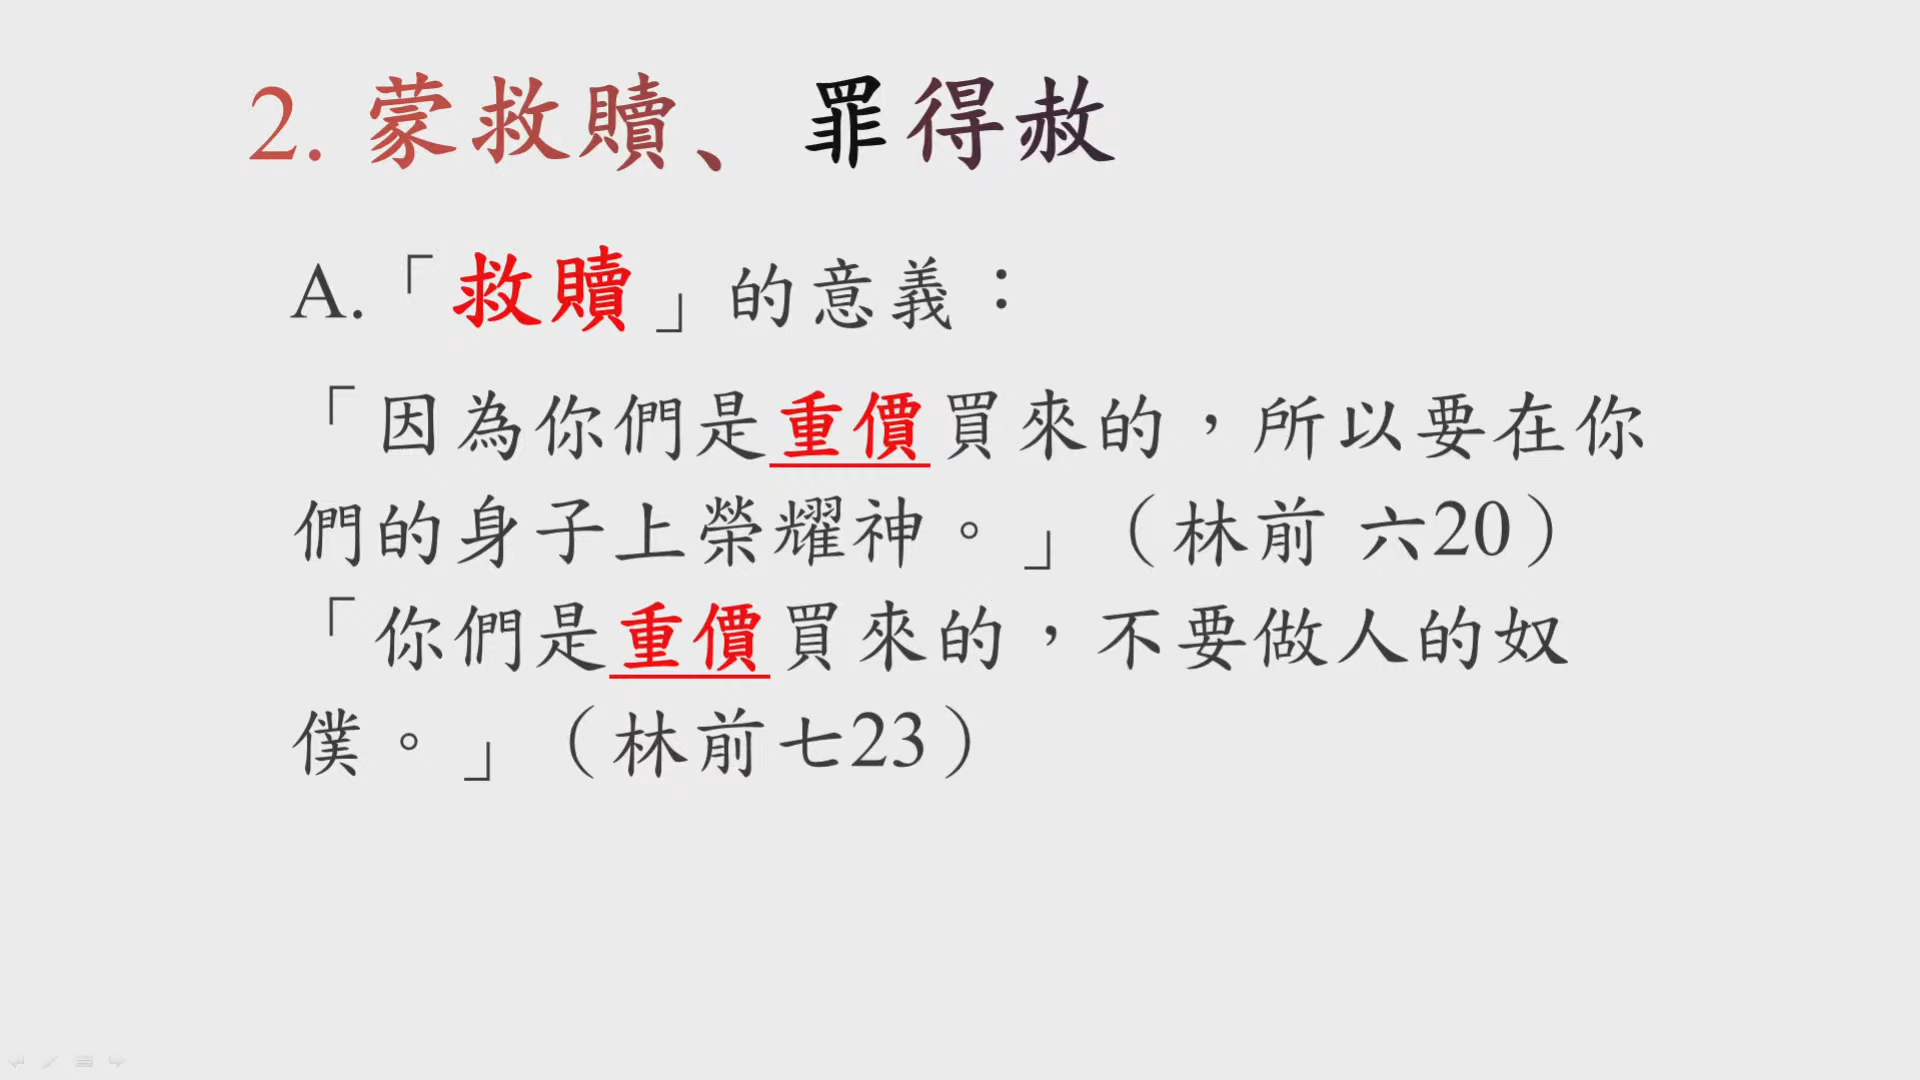 2. 蒙救贖、罪得赦
A.「救贖」的意義：
「因為你們是重價買來的，所以要在你
們的身子上榮耀神。」（林前 六20）
「你們是重價買來的，不要做人的奴
僕。」（林前七23）